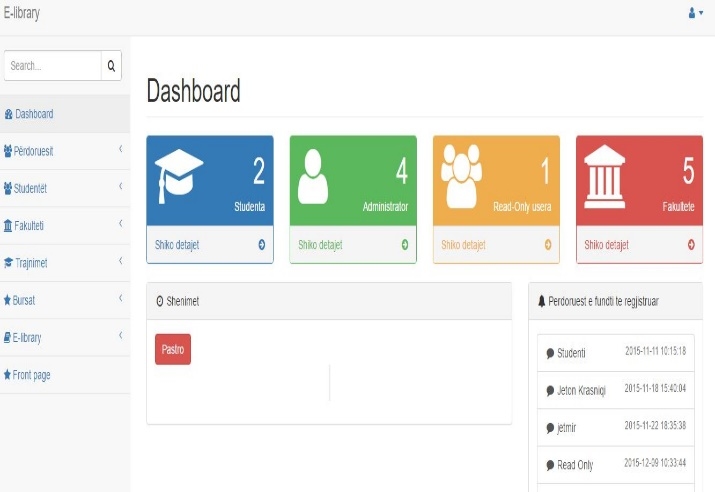 E-library
Search...
Dashboard
Përdoruesit
Studentët
Fakulteti
Trajnimet
Bursat
E-library
Front page
Dashboard
2
Studenta
Shiko detajet
4
Administrator
Shiko detajet
1
Read-Only usera
Shiko detajet
5
Fakultete
Shiko detajet
Shenimet
Pastro
Perdoruest e fundti te regjistruar
Studenti 2015-11-11 10:15:18
Jeton Krasniqi 2015-11-18 15:40:04
jetmir 2015-11-22 18:35:38
Read Only 2015-12-09 10:33:44